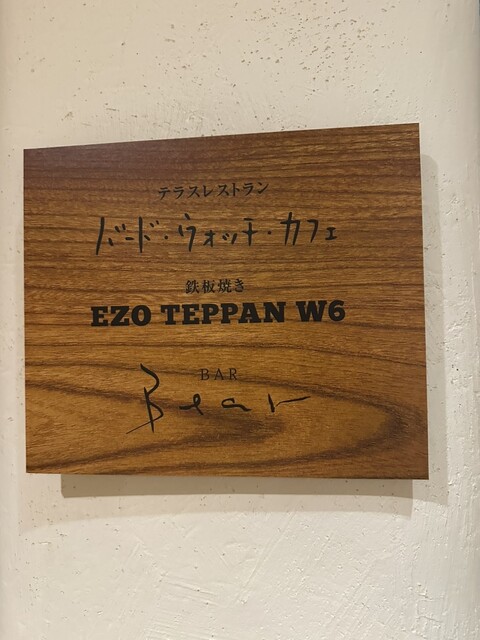 テラスレストラン
バード・ウォッチ・カフェ
鉄板焼き
EZO TEPPAN W6
BAR
Bear